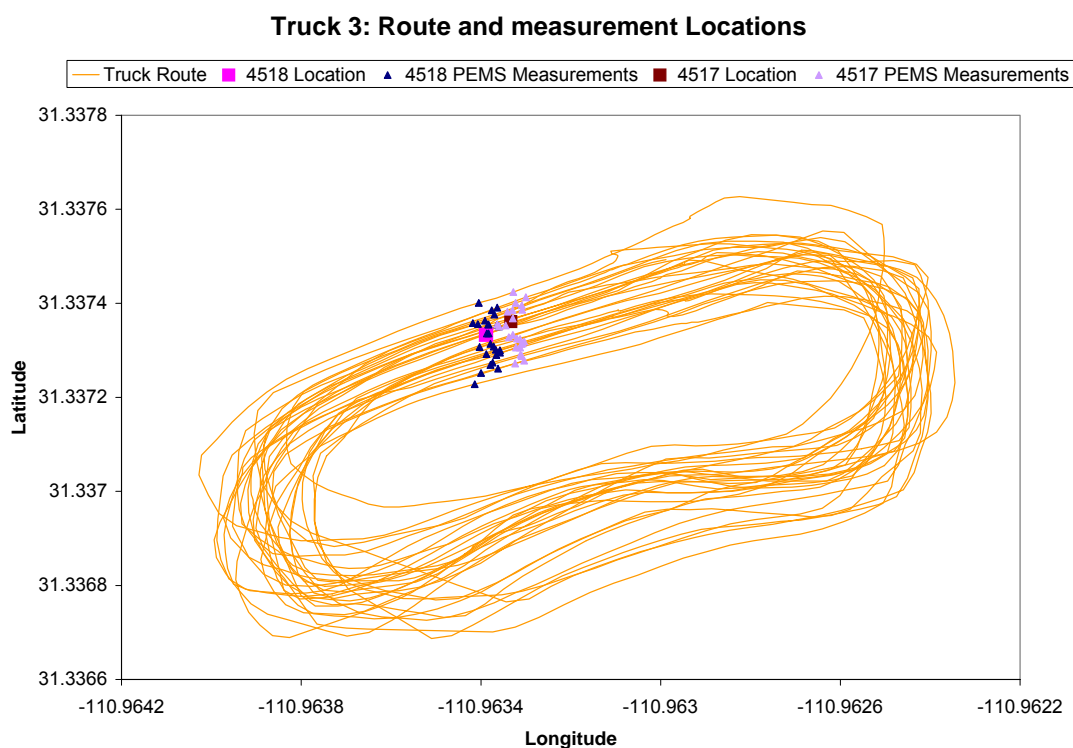 Truck 3: Route and measurement Locations
Truck Route 4518 Location 4518 PEMS Measurements 4517 Location 4517 PEMS Measurements
31.3378
31.3376
31.3374
31.3372
31.337
31.3368
31.3366
Latitude
-110.9642 -110.9638 -110.9634 -110.963 -110.9626 -110.9622
Longitude